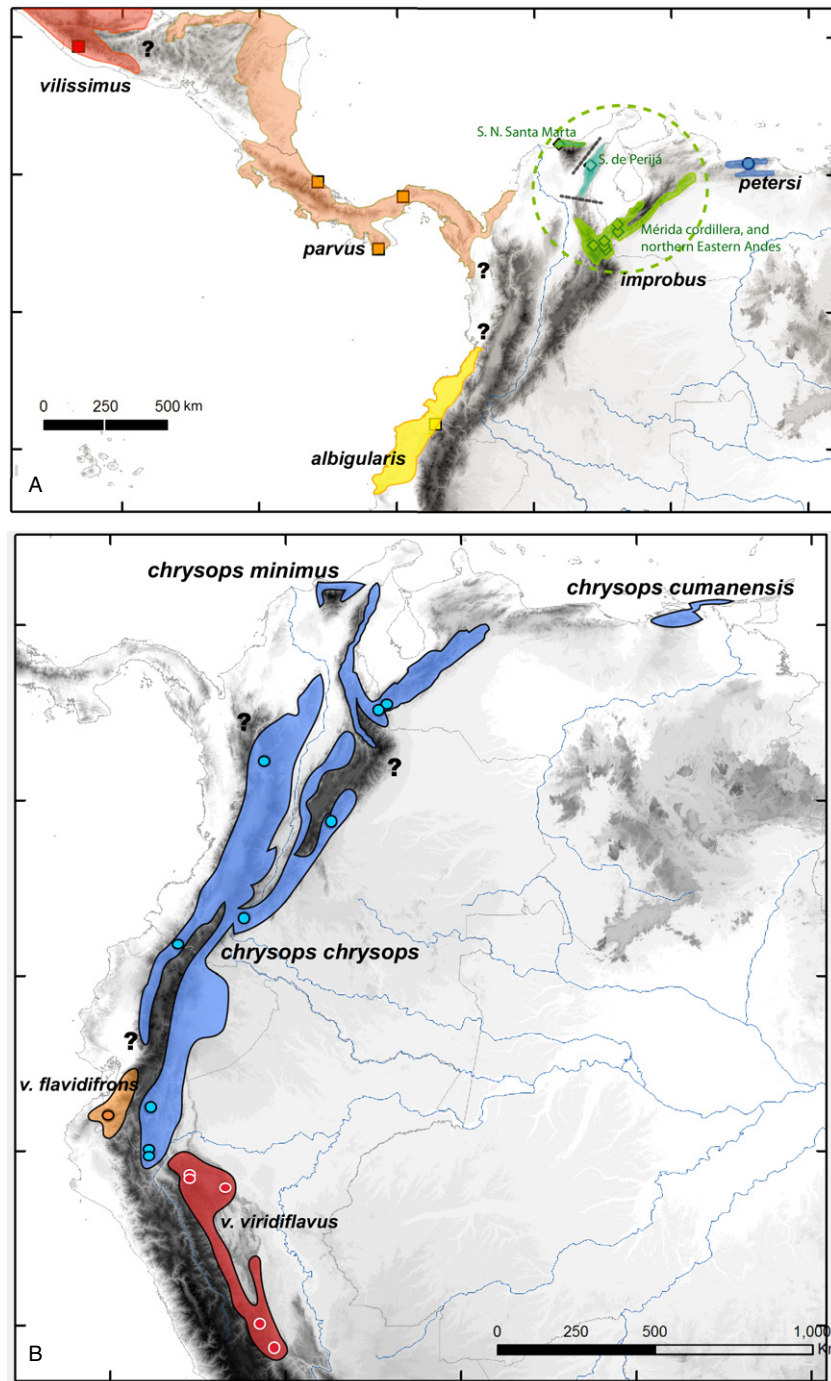 vilissimus
?
S. N. Santa Marta
S. de Perijá
petersi
parvus
Mérida cordillera, and
northern Eastern Andes
?
improbus
?
0 250 500 km
albigularis
A
chrysops minimus
chrysops cumanensis
?
?
chrysops chrysops
?
v. flavidifrons
v. viridiflavus
0 250 500 1,000
B